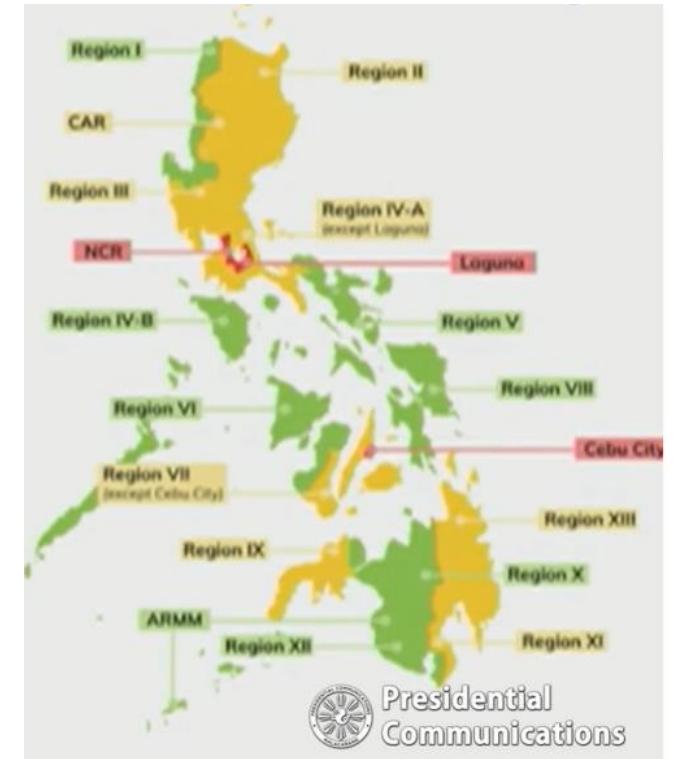 Region I
Region II
CAR
Region III
Region IV-A
(except Laguna)
NCR
Laguna
Region IV-B
Region V
Region VIII
Region VI
Cebu City
Region VII
(except Cebu City)
Region XIII
Region IX
Region X
ARMM
Region XII
Region XI
Presidential
Communications